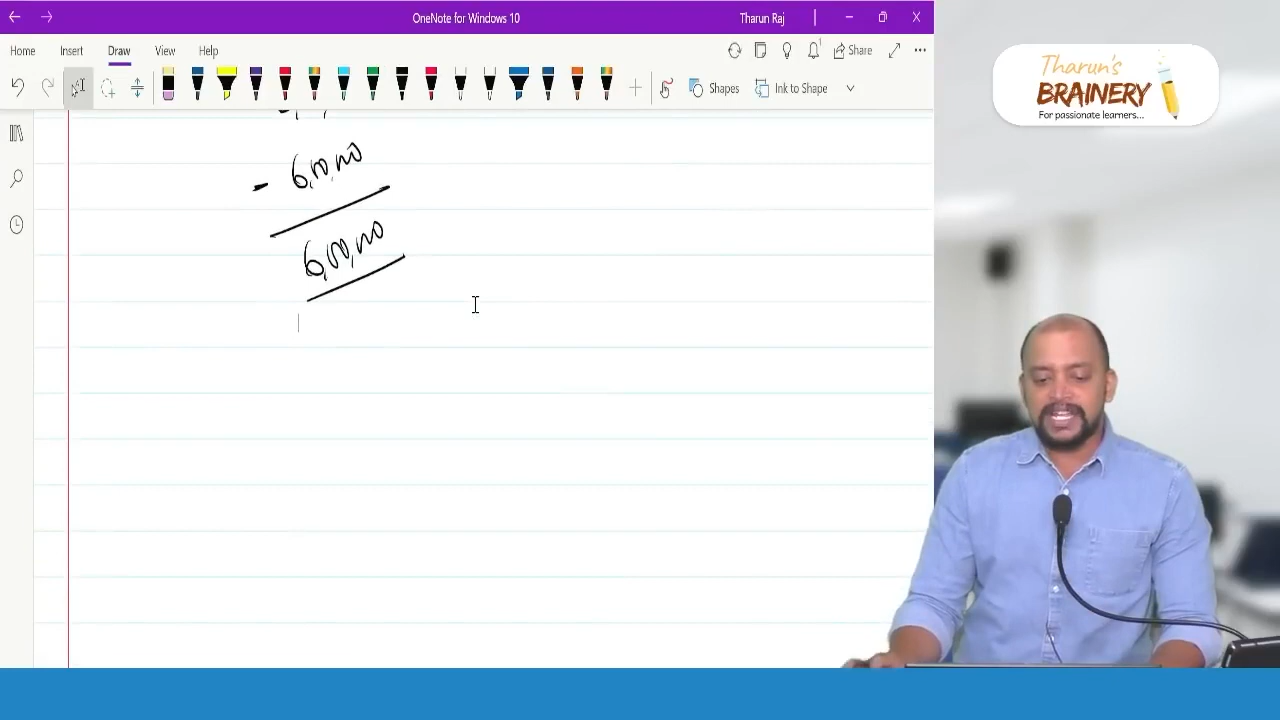 OneNote for Windows 10
Tharun Raj
Home Insert Draw View Help
Share
Shapes
Ink to Shape
- 6,00,000
6,00,000
Tharun's
BRAINERY
For passionate learners...